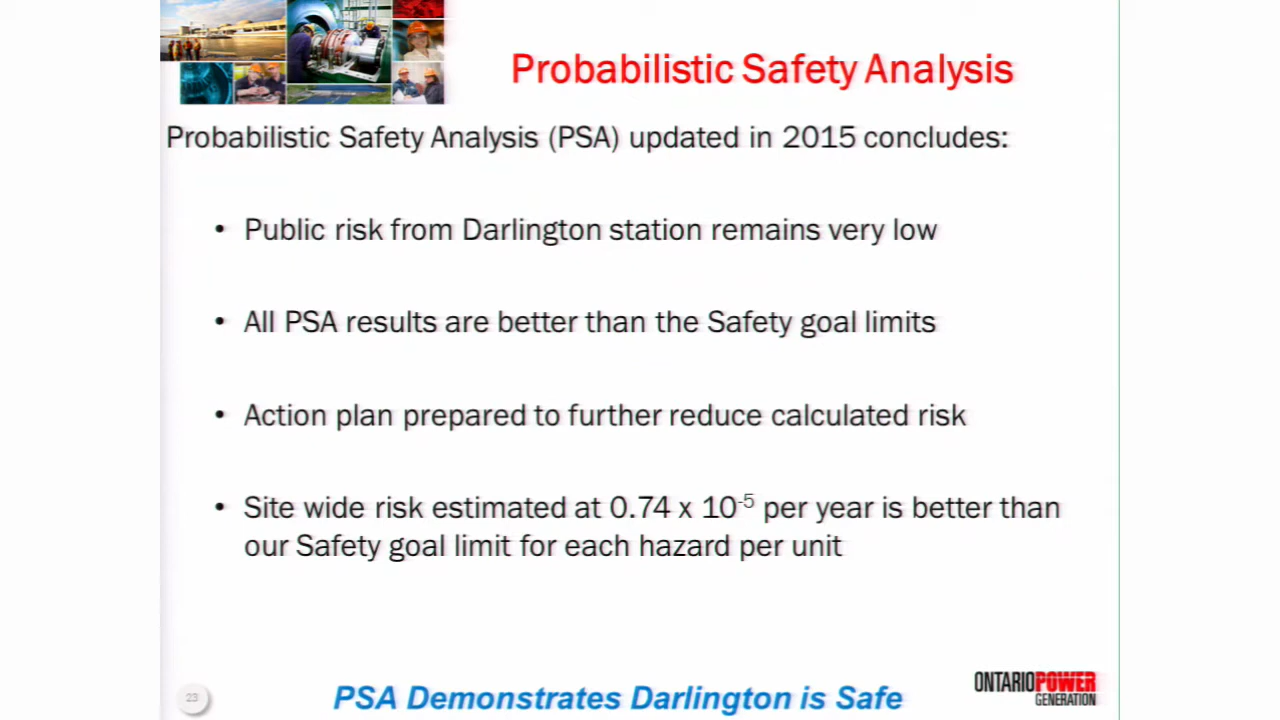 Probabilistic Safety Analysis
Probabilistic Safety Analysis (PSA) updated in 2015 concludes:
• Public risk from Darlington station remains very low
• All PSA results are better than the Safety goal limits
• Action plan prepared to further reduce calculated risk
• Site wide risk estimated at 0.74 x 10⁻⁵ per year is better than
our Safety goal limit for each hazard per unit
23
PSA Demonstrates Darlington is Safe
ONTARIOPOWER
GENERATION